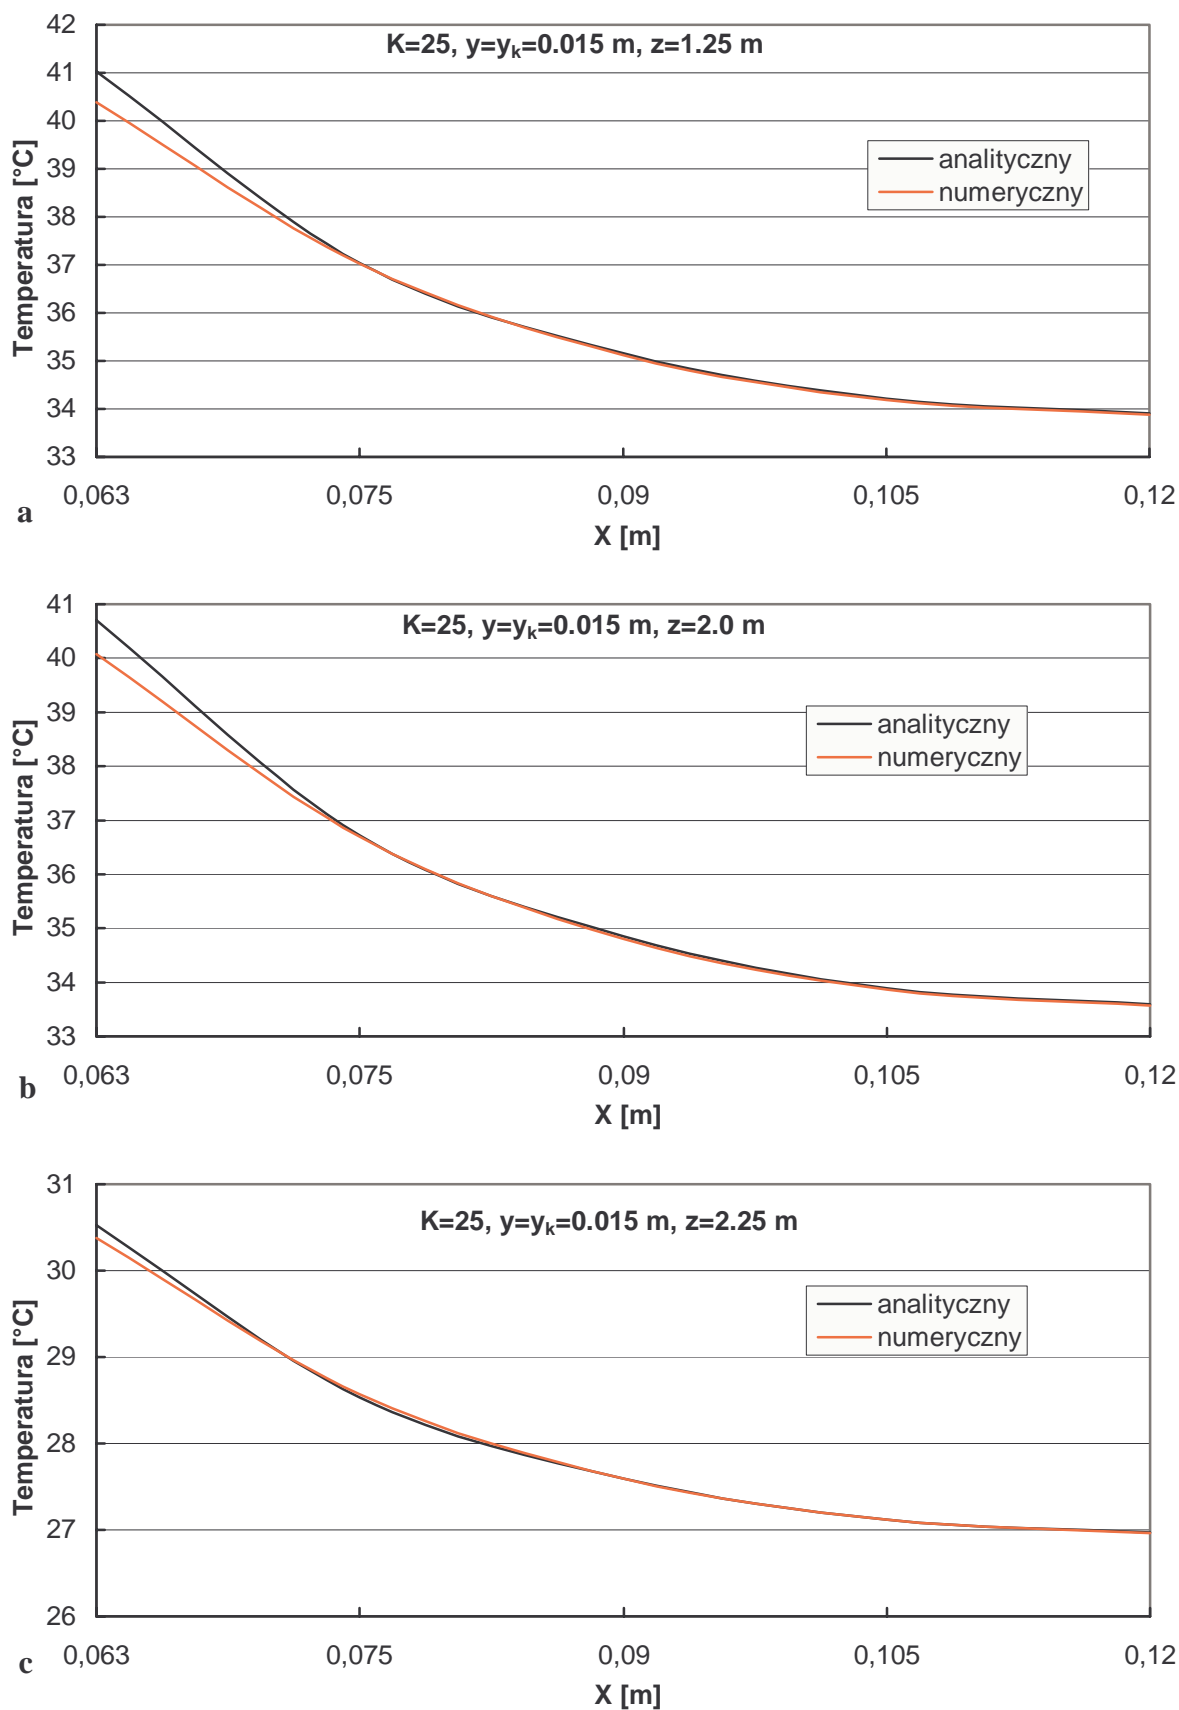 K=25, y=yk=0.015 m, z=1.25 m
42
41
40
39
38
37
36
35
34
33
Temperatura [°C]
analityczny
numeryczny
0,063 0,075 0,09 0,105 0,12
a
X [m]
K=25, y=yk=0.015 m, z=2.0 m
41
40
39
38
37
36
35
34
33
Temperatura [°C]
analityczny
numeryczny
0,063 0,075 0,09 0,105 0,12
b
X [m]
K=25, y=yk=0.015 m, z=2.25 m
31
30
29
28
27
26
Temperatura [°C]
analityczny
numeryczny
0,063 0,075 0,09 0,105 0,12
c
X [m]